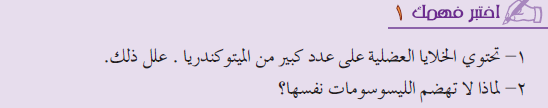 اختبر فهمك ١
١- تحتوي الخلايا العضلية على عدد كبير من الميتوكندريا . علل ذلك.
٢- لماذا لا تهضم الليسوسومات نفسها؟